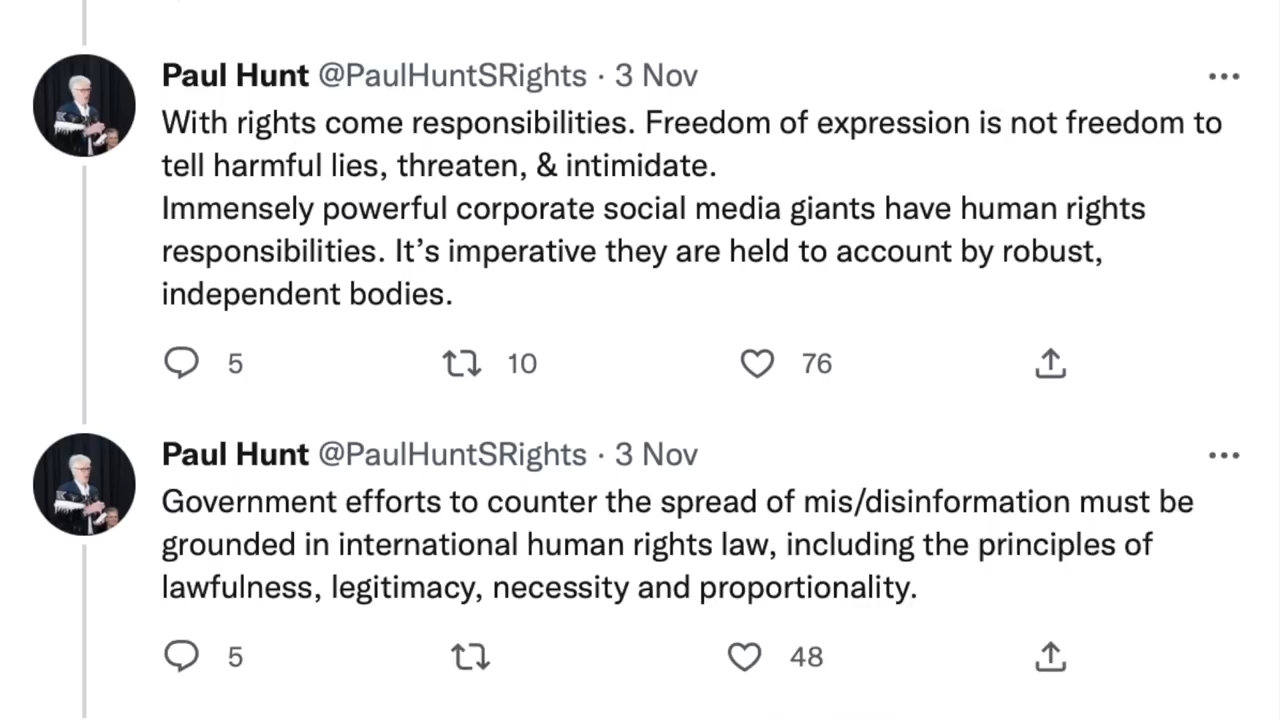 Paul Hunt @PaulHuntSRights · 3 Nov
With rights come responsibilities. Freedom of expression is not freedom to
tell harmful lies, threaten, & intimidate.
Immensely powerful corporate social media giants have human rights
responsibilities. It’s imperative they are held to account by robust,
independent bodies.
5 10 76
Paul Hunt @PaulHuntSRights · 3 Nov
Government efforts to counter the spread of mis/disinformation must be
grounded in international human rights law, including the principles of
lawfulness, legitimacy, necessity and proportionality.
5 48